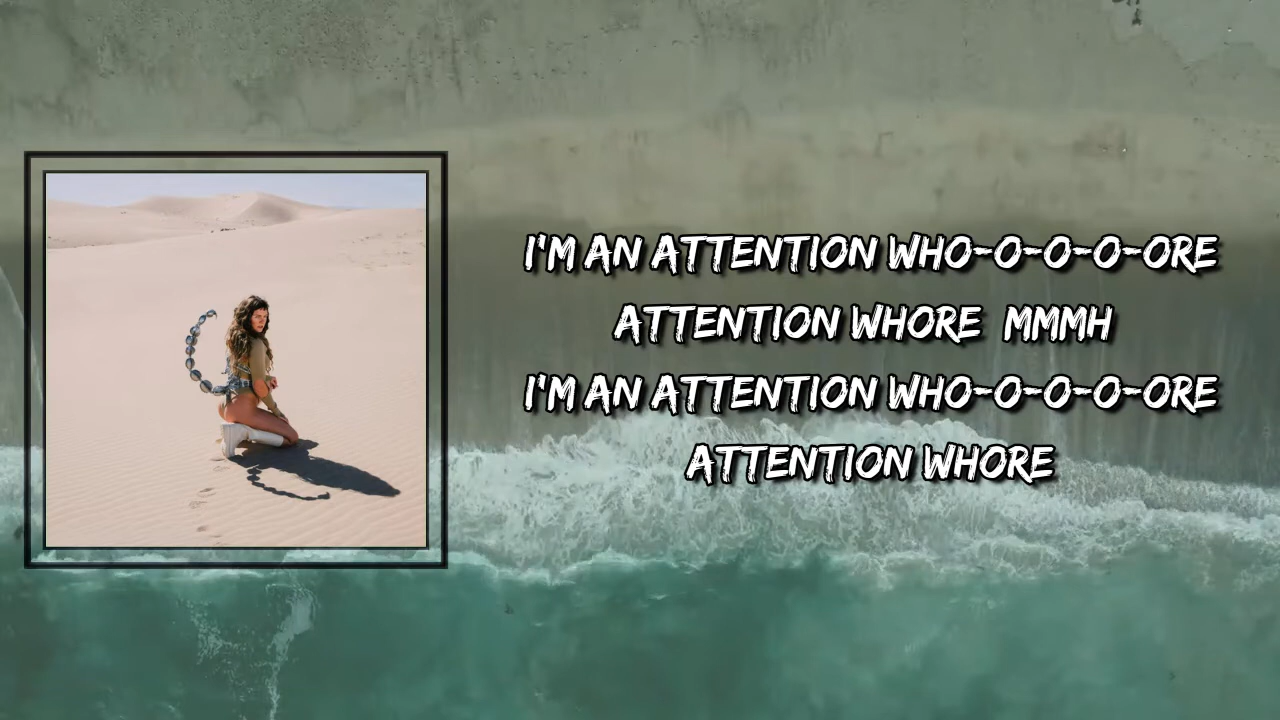 I'M AN ATTENTION WHO-O-O-O-ORE
ATTENTION WHORE MMMH
I'M AN ATTENTION WHO-O-O-O-ORE
ATTENTION WHORE